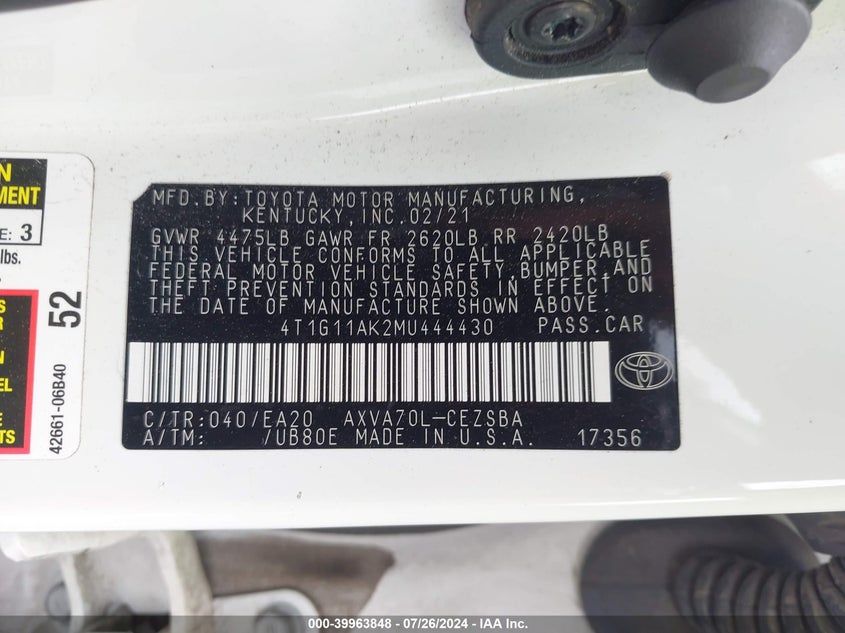 MFD.BY:TOYOTA MOTOR MANUFACTURING,
KENTUCKY,INC.02/21
GVWR 4475LB GAWR FR 2620LB RR 2420LB
THIS VEHICLE CONFORMS TO ALL APPLICABLE
FEDERAL MOTOR VEHICLE SAFETY,BUMPER,AND
THEFT PREVENTION STANDARDS IN EFFECT ON
THE DATE OF MANUFACTURE SHOWN ABOVE.
4T1G11AK2MU444430 PASS.CAR
C/TR:040/EA20 AXVA70L-CEZSBA
A/TM: /UB80E MADE IN U.S.A. 17356
E: 3
lbs.
52
42661-06B40
000-39963848 - 07/26/2024 - IAA Inc.